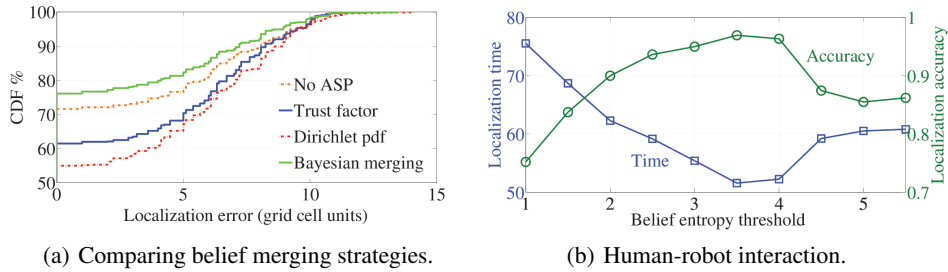 100
90
80
70
60
50
CDF %
0
5
10
15
Localization error (grid cell units)
No ASP
Trust factor
Dirichlet pdf
Bayesian merging
(a) Comparing belief merging strategies.
80
70
60
50
Localization time
1
2
3
4
5
Belief entropy threshold
1
0.9
0.8
0.7
Localization accuracy
Accuracy
Time
(b) Human-robot interaction.